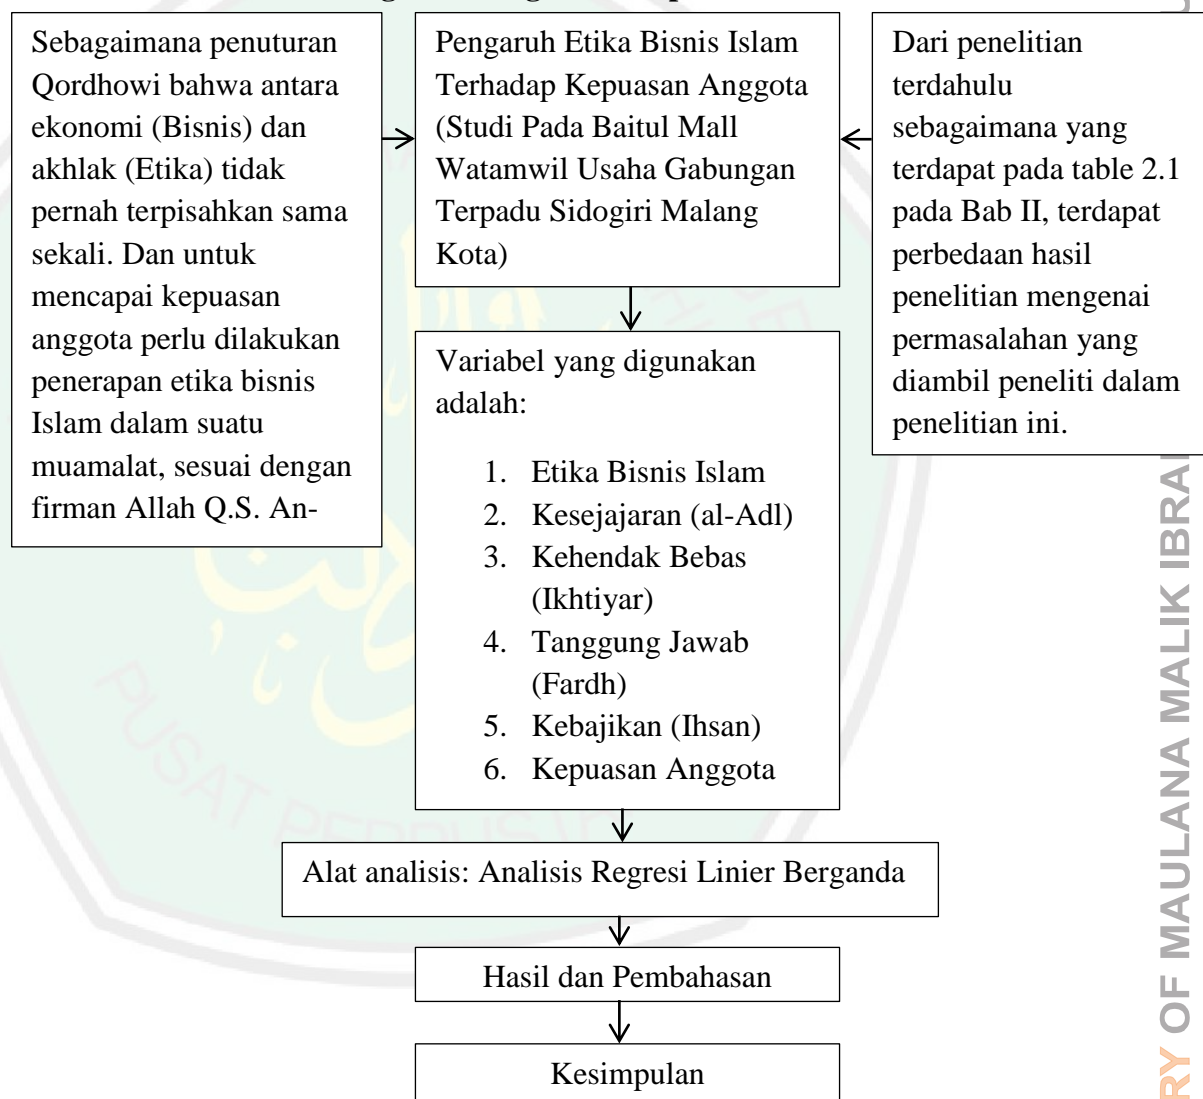 Sebagaimana penuturan
Qordhowi bahwa antara
ekonomi (Bisnis) dan
akhlak (Etika) tidak
pernah terpisahkan sama
sekali. Dan untuk
mencapai kepuasan
anggota perlu dilakukan
penerapan etika bisnis
Islam dalam suatu
muamalat, sesuai dengan
firman Allah Q.S. An-
Pengaruh Etika Bisnis Islam
Terhadap Kepuasan Anggota
(Studi Pada Baitul Mall
Watamwil Usaha Gabungan
Terpadu Sidogiri Malang
Kota)
Dari penelitian
terdahulu
sebagaimana yang
terdapat pada table 2.1
pada Bab II, terdapat
perbedaan hasil
penelitian mengenai
permasalahan yang
diambil peneliti dalam
penelitian ini.
Variabel yang digunakan
adalah:
1. Etika Bisnis Islam
2. Kesejajaran (al-Adl)
3. Kehendak Bebas
(Ikhtiyar)
4. Tanggung Jawab
(Fardh)
5. Kebajikan (Ihsan)
6. Kepuasan Anggota
Alat analisis: Analisis Regresi Linier Berganda
Hasil dan Pembahasan
Kesimpulan
PUSAT
OF MAULANA MALIK